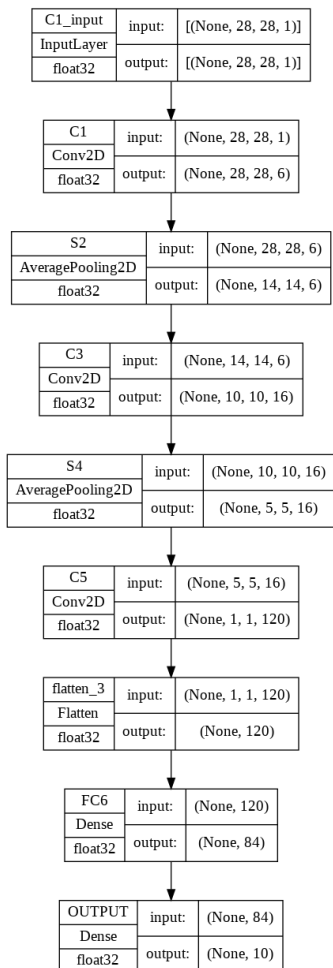 C1_input input: [(None, 28, 28, 1)]
InputLayer
float32 output: [(None, 28, 28, 1)]
C1 input: (None, 28, 28, 1)
Conv2D
float32 output: (None, 28, 28, 6)
S2 input: (None, 28, 28, 6)
AveragePooling2D
float32 output: (None, 14, 14, 6)
C3 input: (None, 14, 14, 6)
Conv2D
float32 output: (None, 10, 10, 16)
S4 input: (None, 10, 10, 16)
AveragePooling2D
float32 output: (None, 5, 5, 16)
C5 input: (None, 5, 5, 16)
Conv2D
float32 output: (None, 1, 1, 120)
flatten_3 input: (None, 1, 1, 120)
Flatten
float32 output: (None, 120)
FC6 input: (None, 120)
Dense
float32 output: (None, 84)
OUTPUT input: (None, 84)
Dense
float32 output: (None, 10)